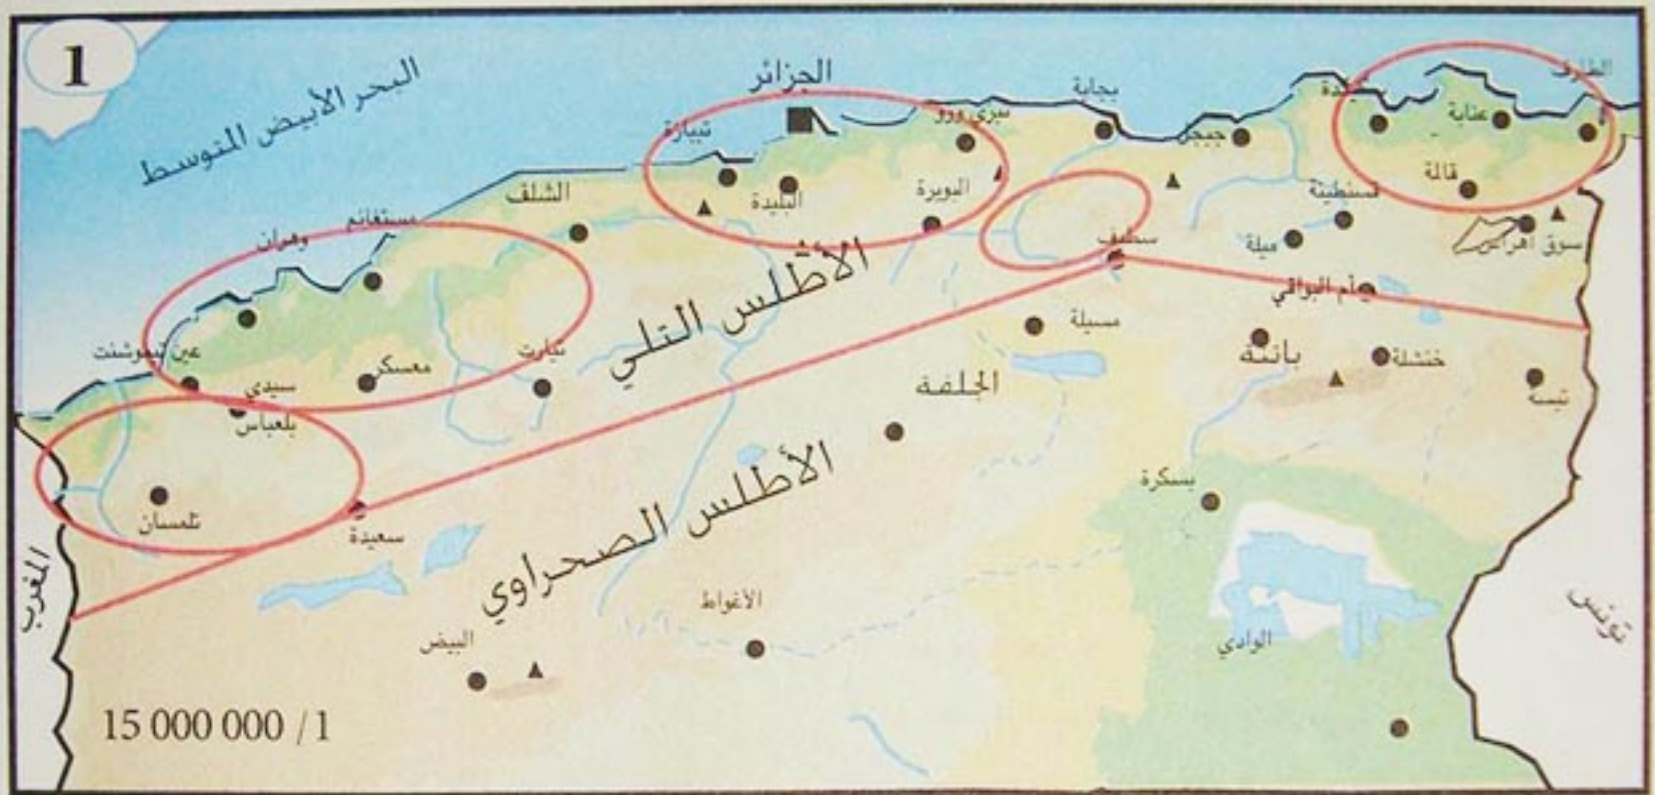 1
البحر الأبيض المتوسط
الجزائر
بجاية
الطارف
عنابة
تيبازة
تيزي وزو
جيجل
قالمة
البليدة
البويرة
قسنطينة
الشلف
مستغانم
وهران
سطيف
ميلة
سوق اهراس
الأطلس التلي
أم البواقي
مسيلة
باتنة
خنشلة
تبسة
عين تيموشنت
معسكر
تيارت
الجلفة
سيدي
بلعباس
الأطلس الصحراوي
بسكرة
تلمسان
سعيدة
المغرب
الأغواط
تونس
البيض
الوادي
15 000 000 / 1